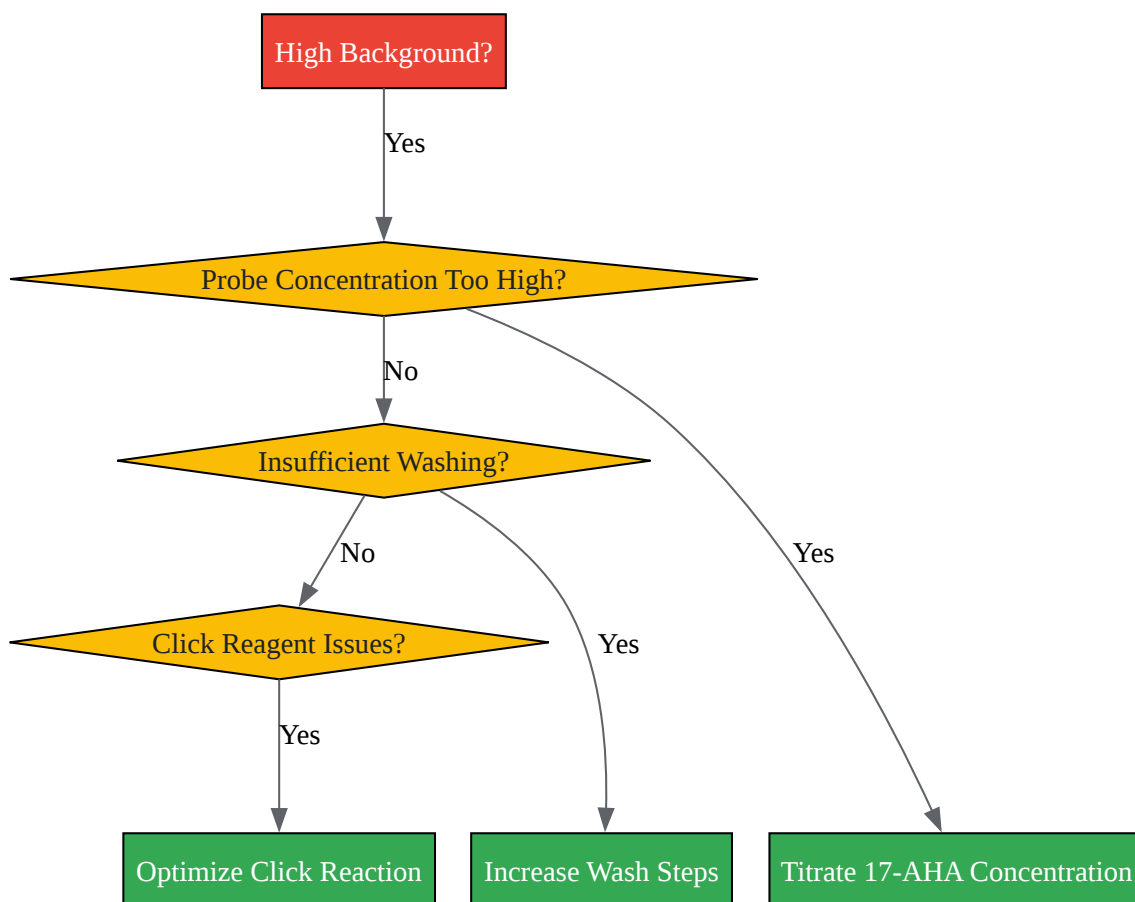 High Background?
Yes
Probe Concentration Too High?
No
Insufficient Washing?
No
Yes
Click Reagent Issues?
Yes
Yes
Optimize Click Reaction
Increase Wash Steps
Titrate 17-AHA Concentration